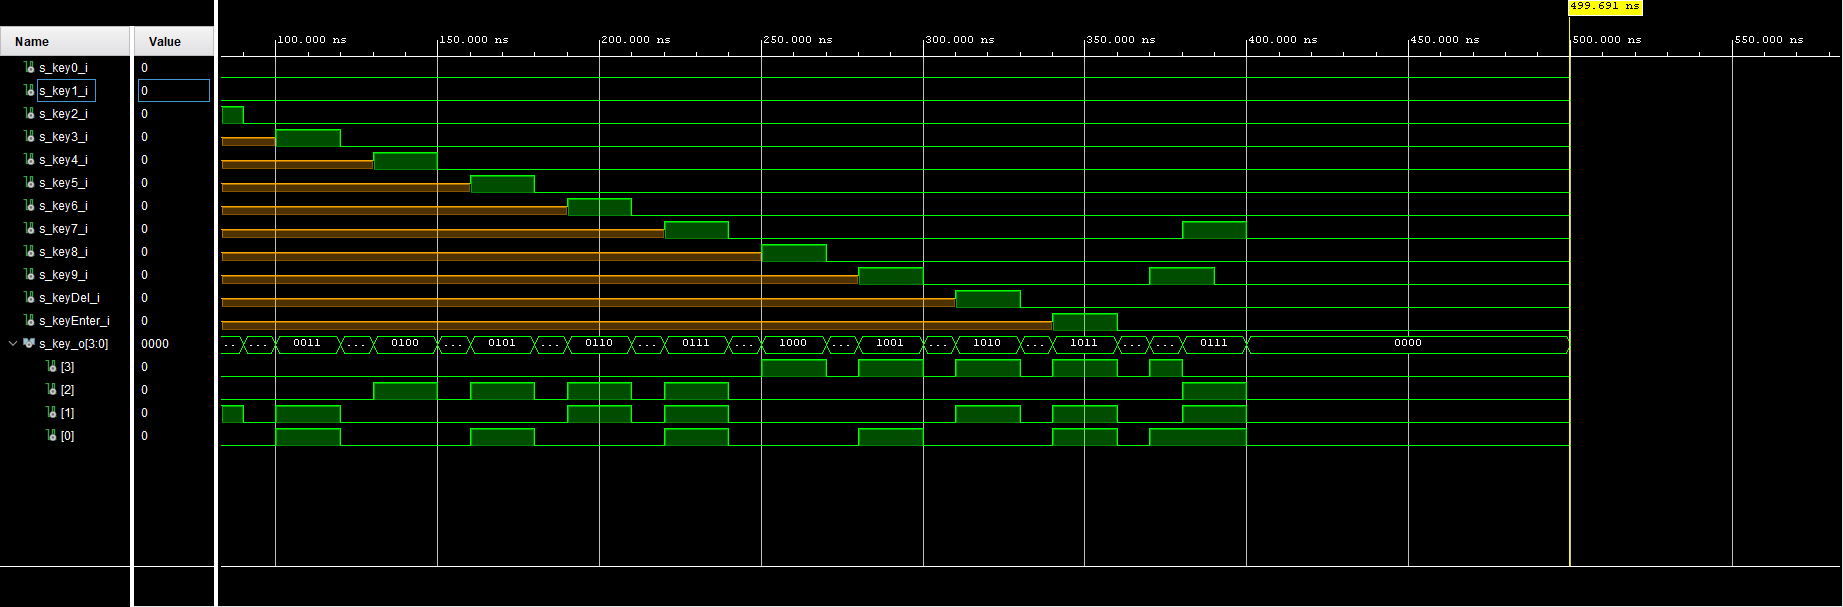 499.691 ns
Name Value
100.000 ns 150.000 ns 200.000 ns 250.000 ns 300.000 ns 350.000 ns 400.000 ns 450.000 ns 500.000 ns 550.000 ns
s_key0_i 0
s_key1_i 0
s_key2_i 0
s_key3_i 0
s_key4_i 0
s_key5_i 0
s_key6_i 0
s_key7_i 0
s_key8_i 0
s_key9_i 0
s_keyDel_i 0
s_keyEnter_i 0
s_key_o[3:0] 0000 ... ... 0011 ... 0100 ... 0101 ... 0110 ... 0111 ... 1000 ... 1001 ... 1010 ... 1011 ... ... 0111 0000
[3] 0
[2] 0
[1] 0
[0] 0